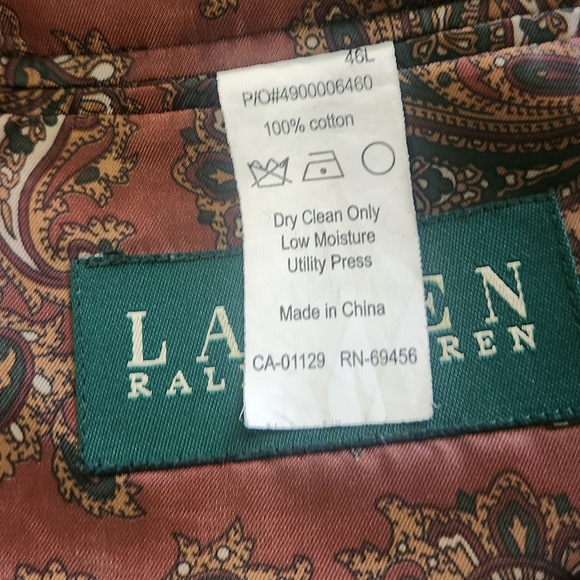 46L
P/O#4900006460
100% cotton
Dry Clean Only
Low Moisture
Utility Press
Made in China
CA-01129 RN-69456
LA EN
RAL REN